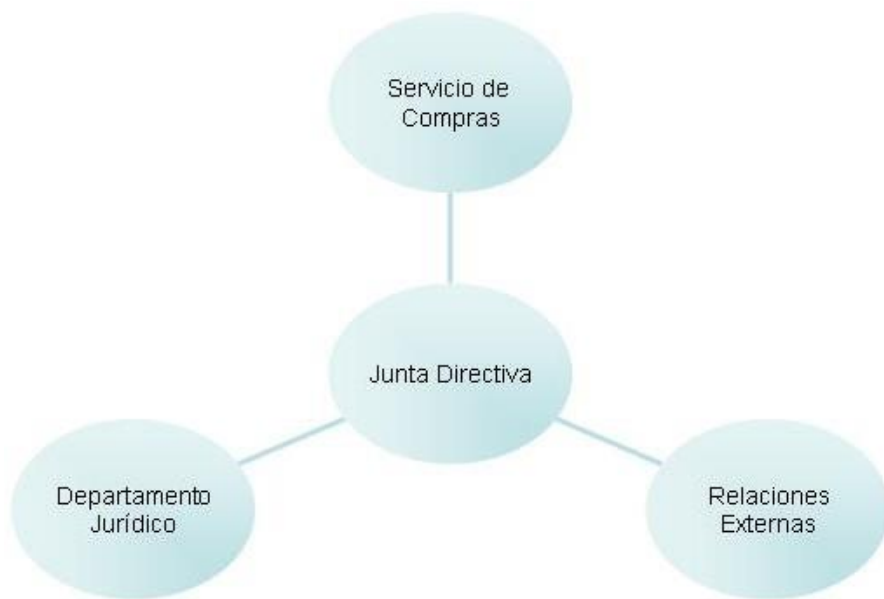 Servicio de
Compras
Junta Directiva
Departamento
Jurídico
Relaciones
Externas